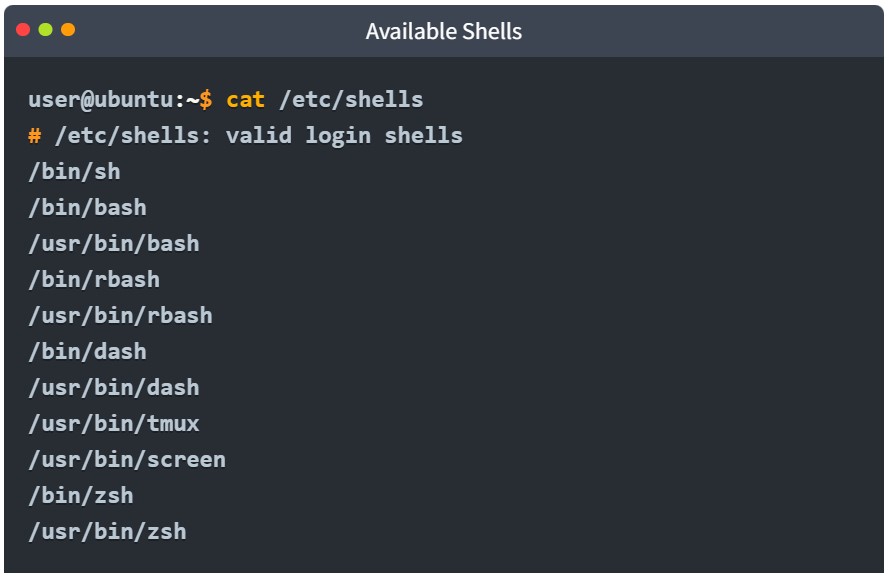 Available Shells
user@ubuntu:~$ cat /etc/shells
# /etc/shells: valid login shells
/bin/sh
/bin/bash
/usr/bin/bash
/bin/rbash
/usr/bin/rbash
/bin/dash
/usr/bin/dash
/usr/bin/tmux
/usr/bin/screen
/bin/zsh
/usr/bin/zsh